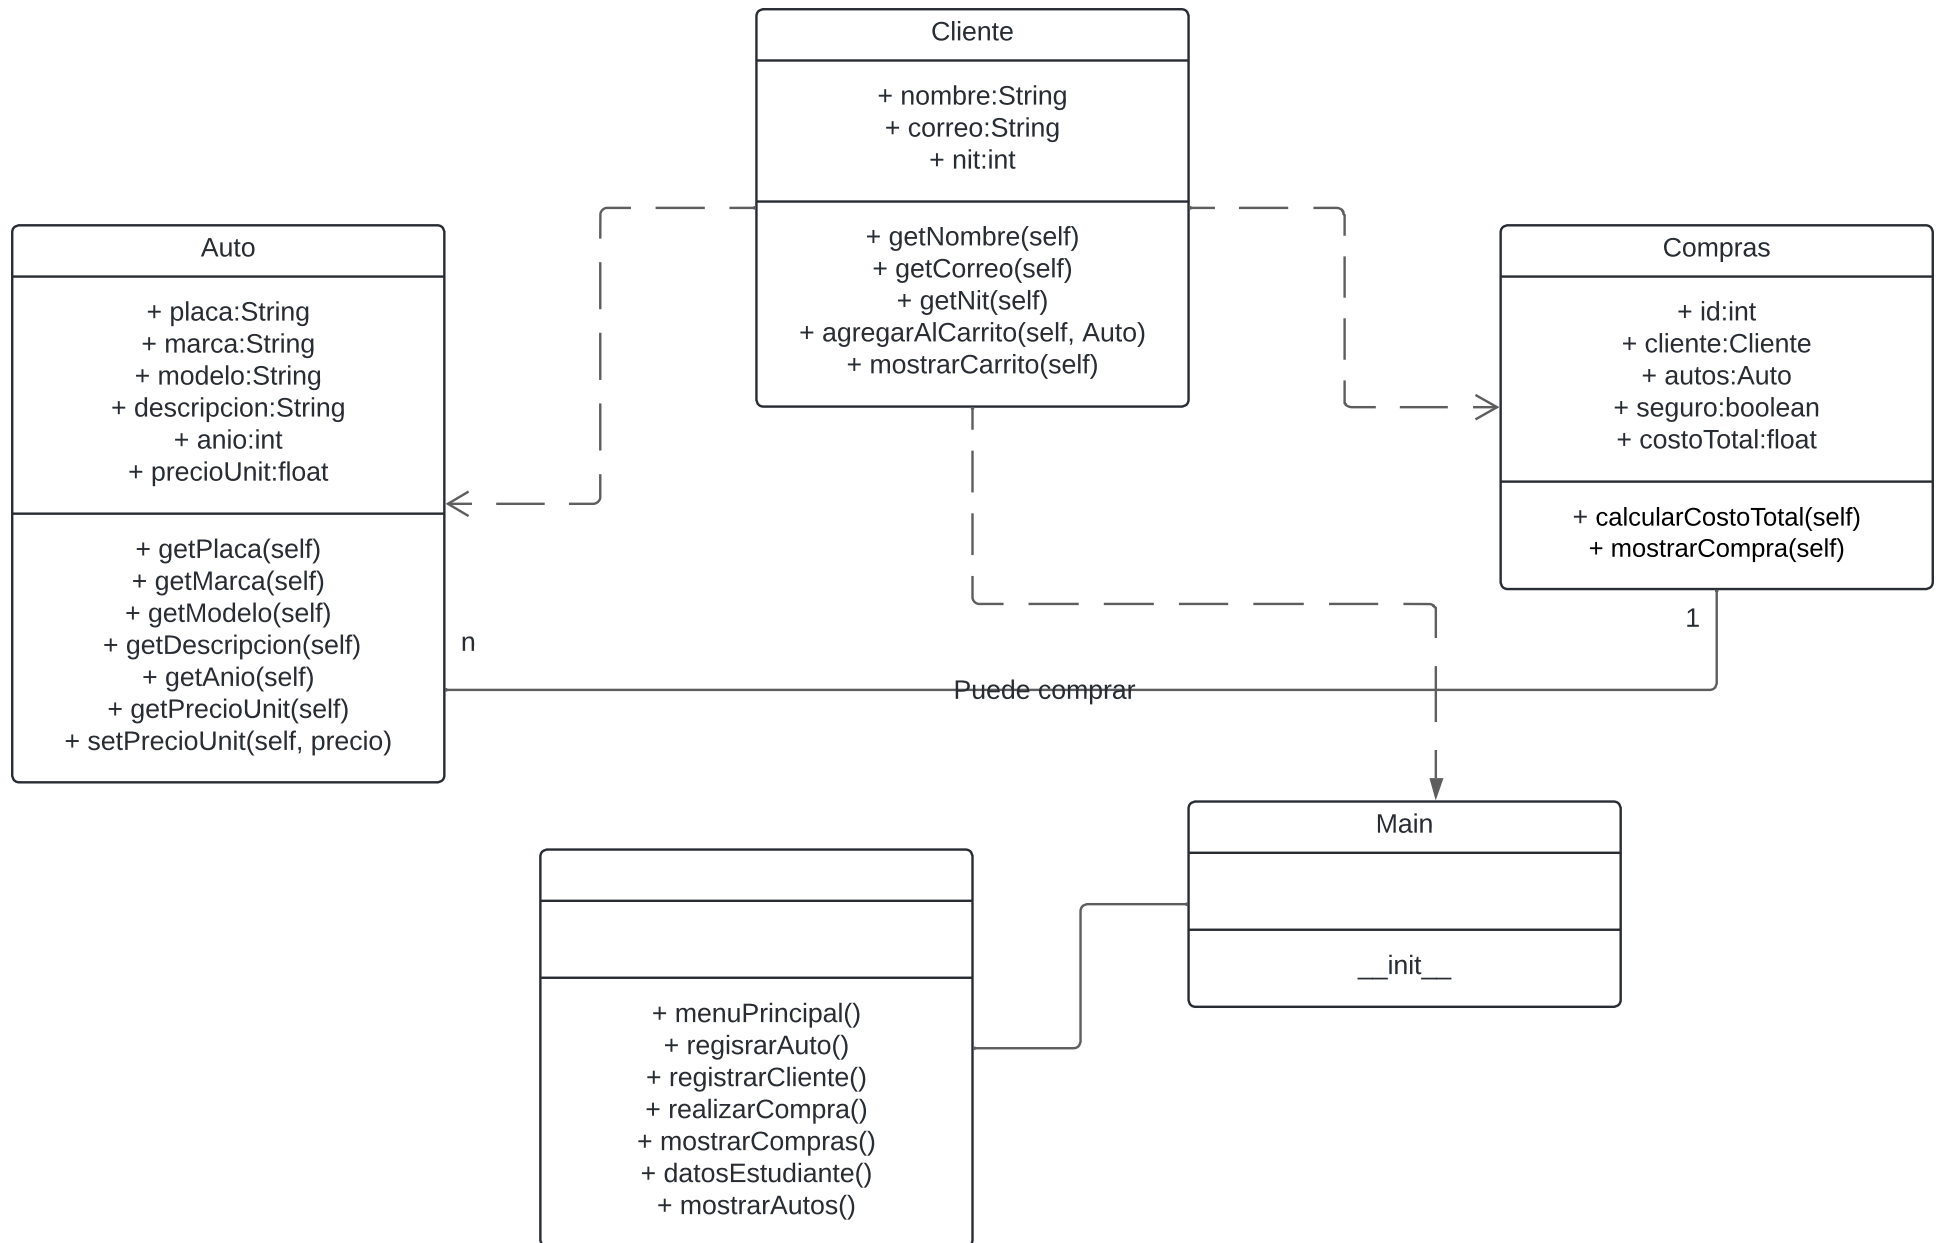 Cliente
+ nombre:String
+ correo:String
+ nit:int
+ getNombre(self)
+ getCorreo(self)
+ getNit(self)
+ agregarAlCarrito(self, Auto)
+ mostrarCarrito(self)
Auto
+ placa:String
+ marca:String
+ modelo:String
+ descripcion:String
+ anio:int
+ precioUnit:float
+ getPlaca(self)
+ getMarca(self)
+ getModelo(self)
+ getDescripcion(self)
+ getAnio(self)
+ getPrecioUnit(self)
+ setPrecioUnit(self, precio)
Compras
+ id:int
+ cliente:Cliente
+ autos:Auto
+ seguro:boolean
+ costoTotal:float
+ calcularCostoTotal(self)
+ mostrarCompra(self)
n
1
Puede comprar
Main
__init__
+ menuPrincipal()
+ regisrarAuto()
+ registrarCliente()
+ realizarCompra()
+ mostrarCompras()
+ datosEstudiante()
+ mostrarAutos()